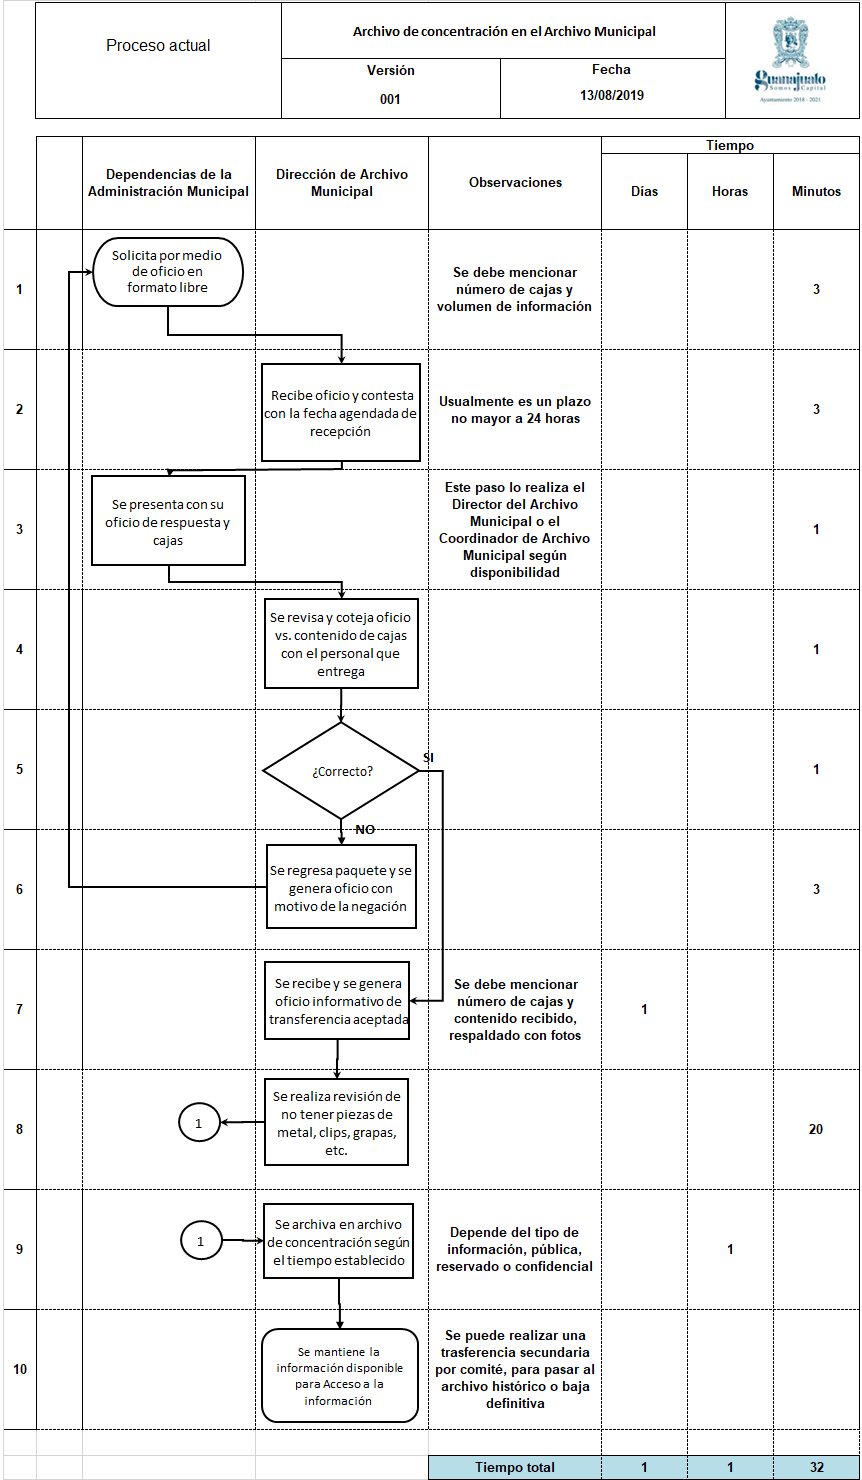 Proceso actual
Archivo de concentración en el Archivo Municipal
Versión
001
Fecha
13/08/2019
Guanajuato
Somos Capital
Ayuntamiento 2018 - 2021
Dependencias de la
Administración Municipal
Dirección de Archivo
Municipal
Observaciones
Tiempo
Días
Horas
Minutos
1
Solicita por medio
de oficio en
formato libre
Se debe mencionar
número de cajas y
volumen de información
3
2
Recibe oficio y contesta
con la fecha agendada de
recepción
Usualmente es un plazo
no mayor a 24 horas
3
3
Se presenta con su
oficio de respuesta y
cajas
Este paso lo realiza el
Director del Archivo
Municipal o el
Coordinador de Archivo
Municipal según
disponibilidad
1
4
Se revisa y coteja oficio
vs. contenido de cajas
con el personal que
entrega
1
5
¿Correcto?
SI
1
NO
6
Se regresa paquete y se
genera oficio con
motivo de la negación
3
7
Se recibe y se genera
oficio informativo de
transferencia aceptada
Se debe mencionar
número de cajas y
contenido recibido,
respaldado con fotos
1
8
1
Se realiza revisión de
no tener piezas de
metal, clips, grapas,
etc.
20
9
1
Se archiva en archivo
de concentración según
el tiempo establecido
Depende del tipo de
información, pública,
reservado o confidencial
1
10
Se mantiene la
información disponible
para Acceso a la
información
Se puede realizar una
trasferencia secundaria
por comité, para pasar al
archivo histórico o baja
definitiva
Tiempo total
1
1
32